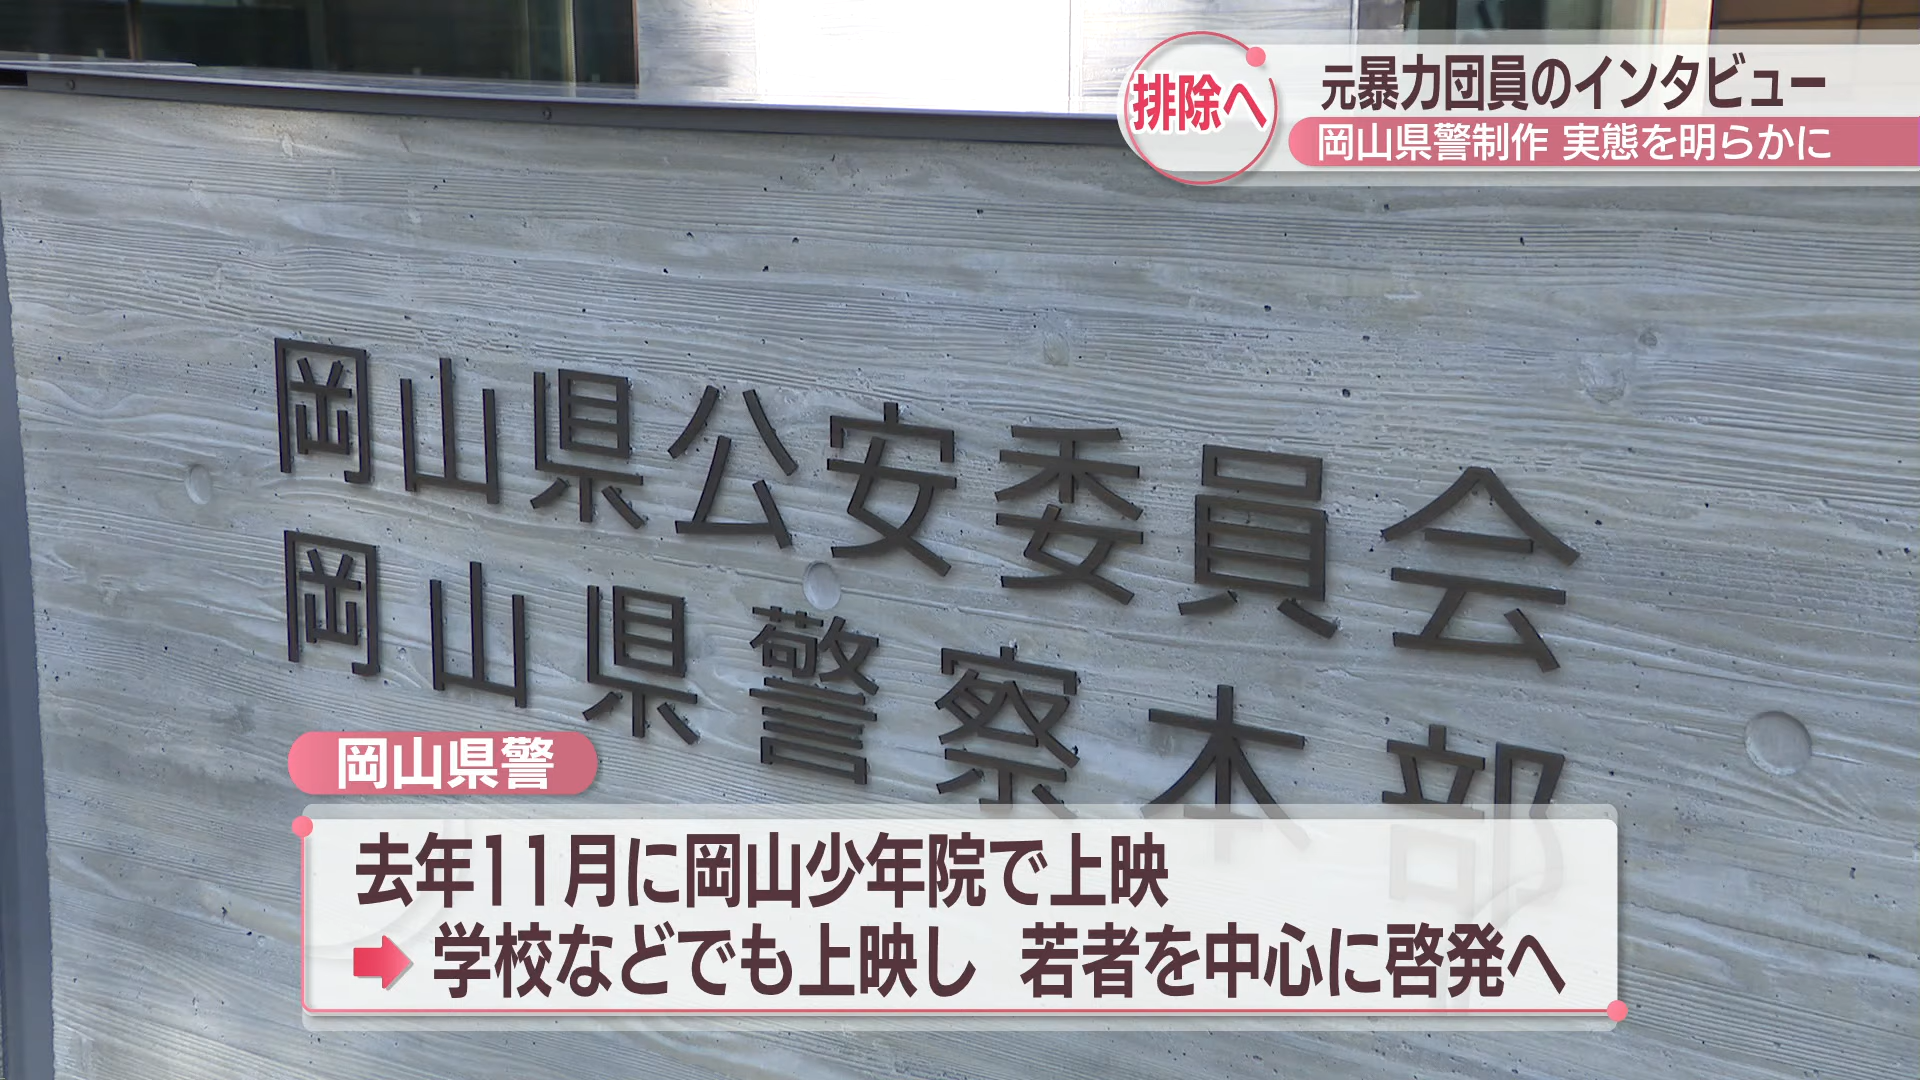 排除へ
元暴力団員のインタビュー
岡山県警制作 実態を明らかに
岡山県公安委員会
岡山県警察本部
岡山県警
去年11月に岡山少年院で上映
➡学校などでも上映し 若者を中心に啓発へ